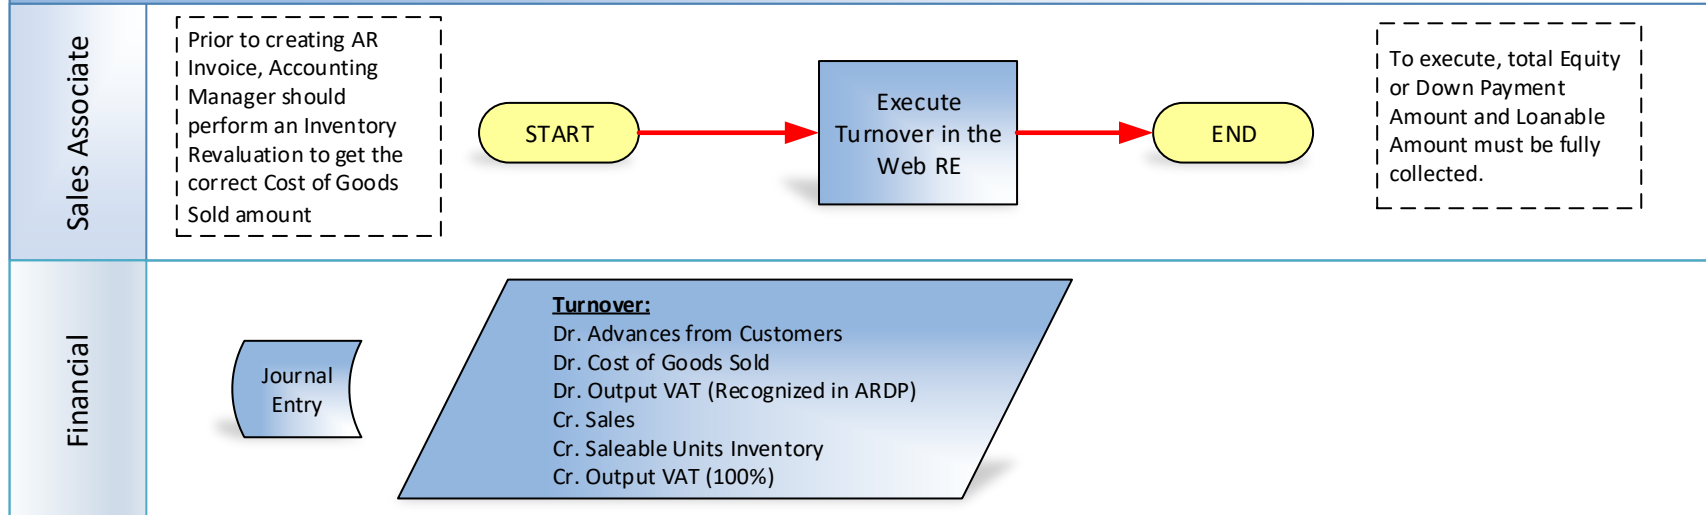 Sales Associate
Prior to creating AR
Invoice, Accounting
Manager should
perform an Inventory
Revaluation to get the
correct Cost of Goods
Sold amount
START
Execute
Turnover in the
Web RE
END
To execute, total Equity
or Down Payment
Amount and Loanable
Amount must be fully
collected.
Financial
Journal
Entry
Turnover:
Dr. Advances from Customers
Dr. Cost of Goods Sold
Dr. Output VAT (Recognized in ARDP)
Cr. Sales
Cr. Saleable Units Inventory
Cr. Output VAT (100%)